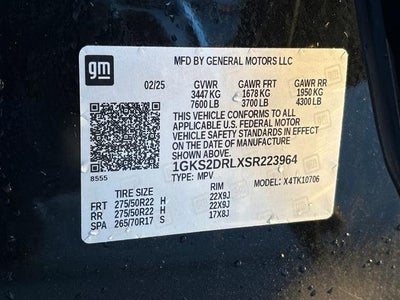 gm
MFD BY GENERAL MOTORS LLC
02/25 GVWR GAWR FRT GAWR RR
3447 KG 1678 KG 1950 KG
7600 LB 3700 LB 4300 LB
THIS VEHICLE CONFORMS TO ALL
APPLICABLE U.S. FEDERAL MOTOR
VEHICLE SAFETY STANDARDS IN EFFECT
ON THE DATE OF MANUFACTURE
SHOWN ABOVE.
1GKS2DRLXSR223964
8555 TYPE: MPV MODEL: X4TK10706
TIRE SIZE RIM
FRT 275/50R22 H 22X9J
RR 275/50R22 H 22X9J
SPA 265/70R17 S 17X8J